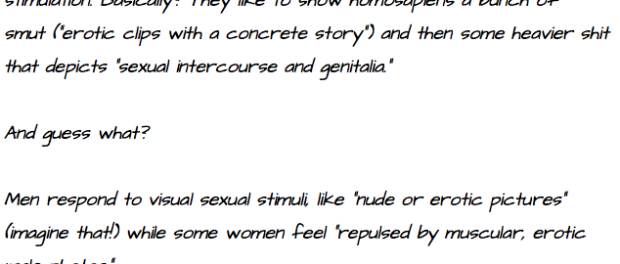 stimulation. Basically? They like to show homosapiens a bunch of
smut ("erotic clips with a concrete story") and then some heavier shit
that depicts "sexual intercourse and genitalia."
And guess what?
Men respond to visual sexual stimuli, like "nude or erotic pictures"
(imagine that!) while some women feel "repulsed by muscular, erotic